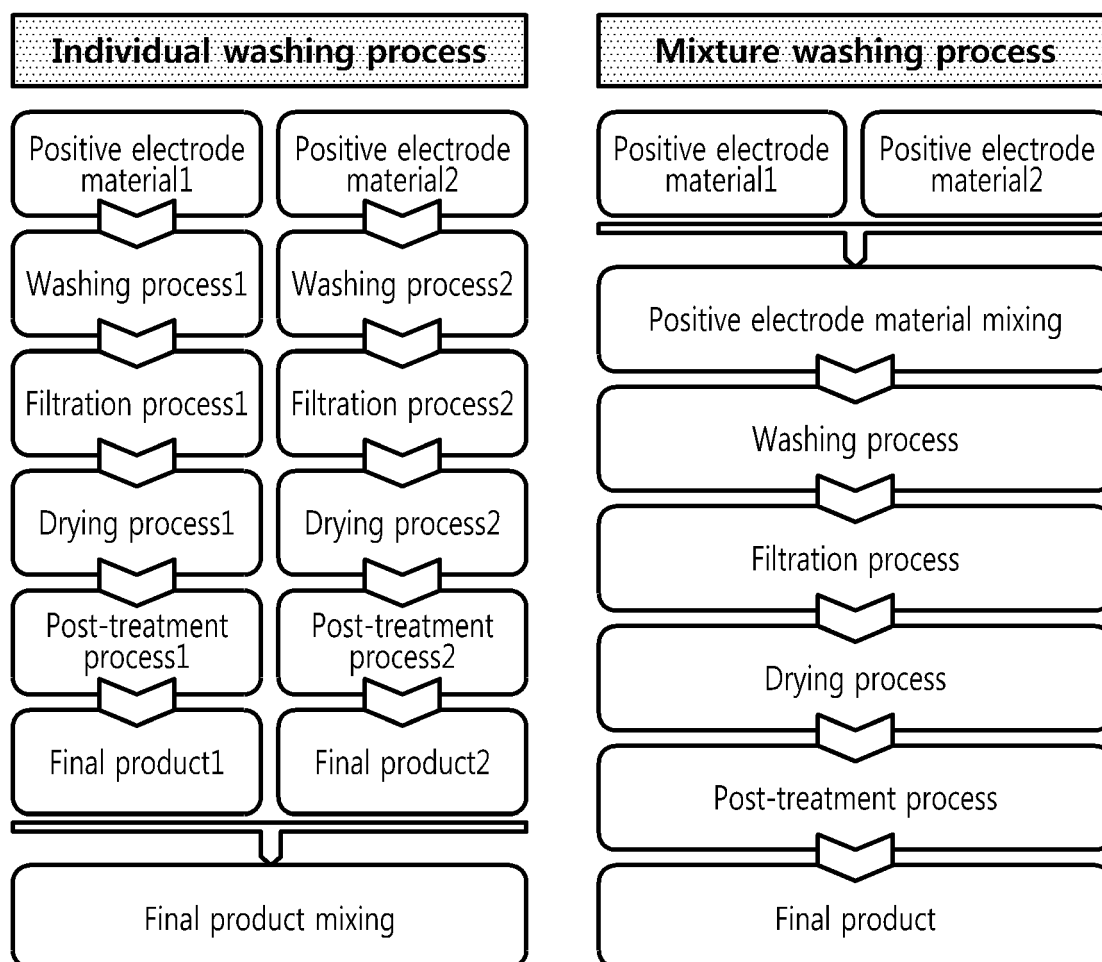 Individual washing process
Positive electrode
material1
Positive electrode
material2
Washing process1
Washing process2
Filtration process1
Filtration process2
Drying process1
Drying process2
Post-treatment
process1
Post-treatment
process2
Final product1
Final product2
Final product mixing
Mixture washing process
Positive electrode
material1
Positive electrode
material2
Positive electrode material mixing
Washing process
Filtration process
Drying process
Post-treatment process
Final product